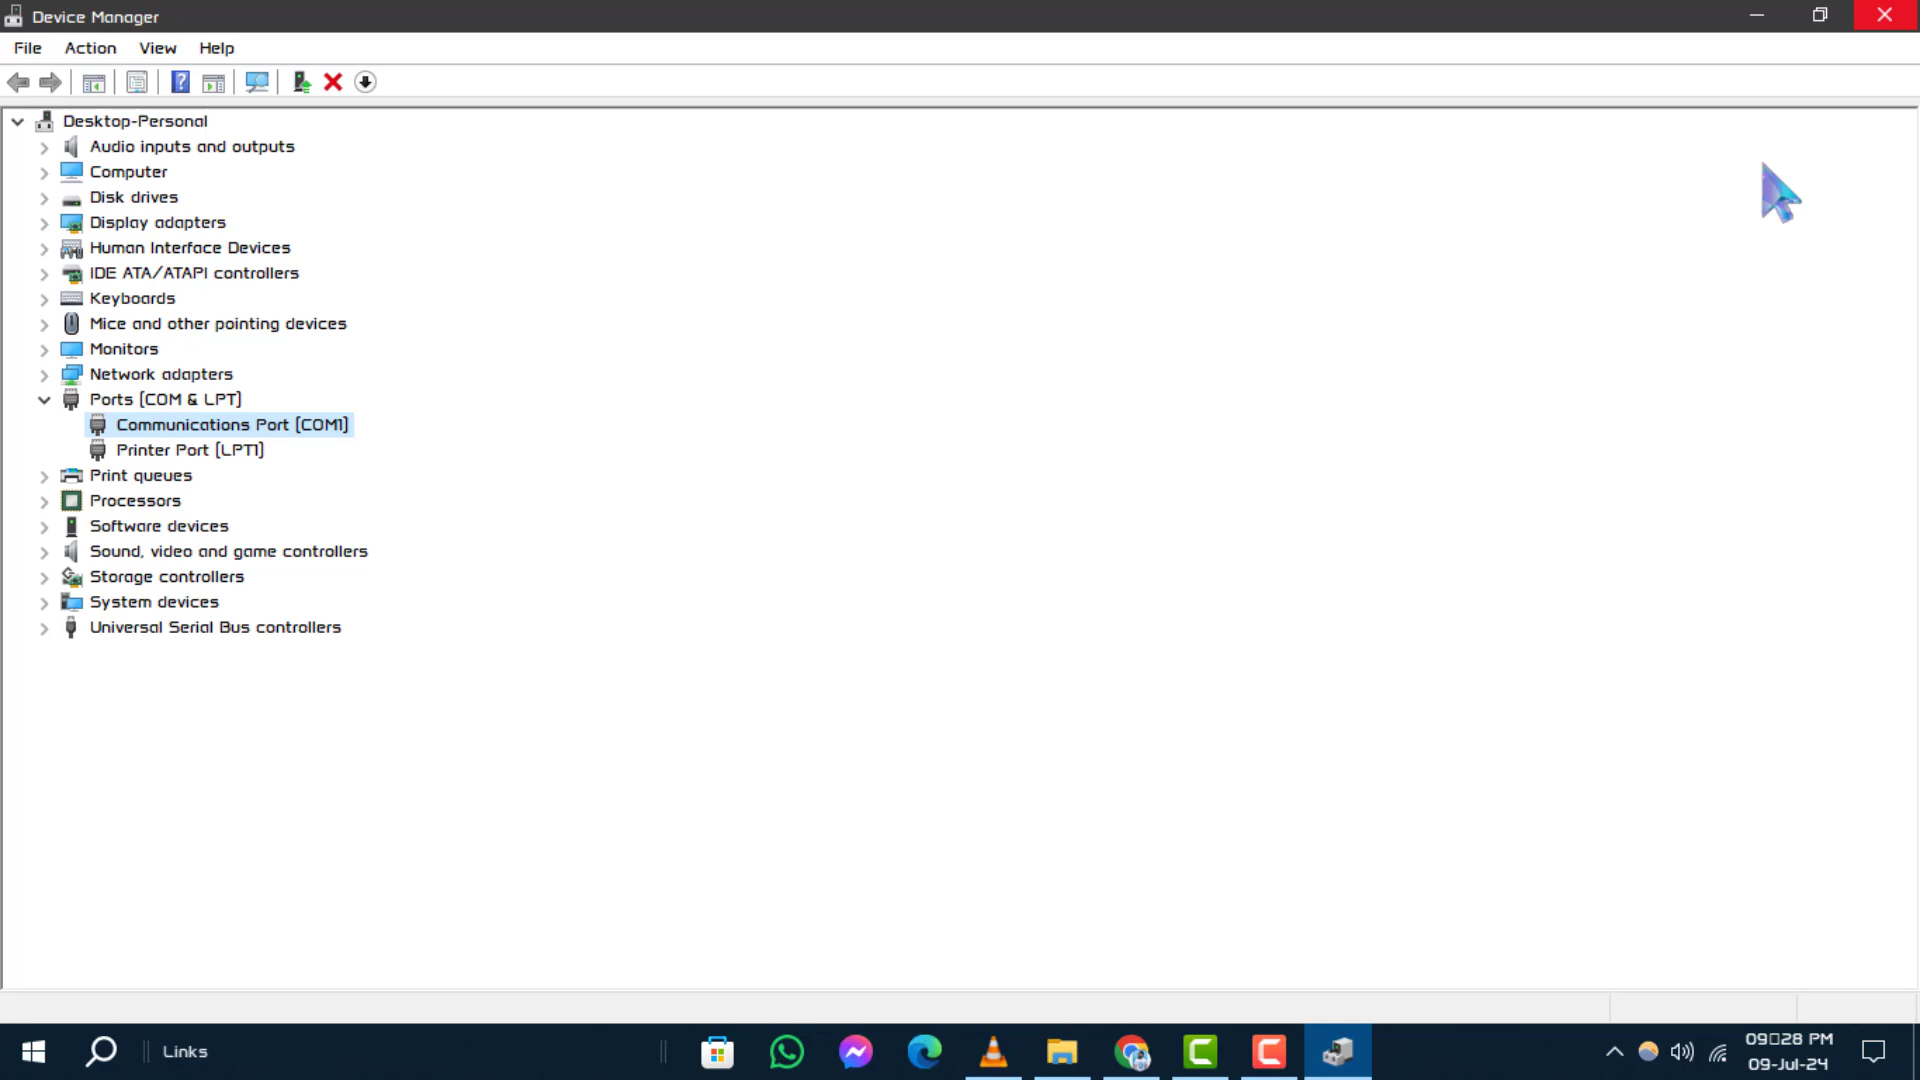 Device Manager
File Action View Help
Desktop-Personal
Audio inputs and outputs
Computer
Disk drives
Display adapters
Human Interface Devices
IDE ATA/ATAPI controllers
Keyboards
Mice and other pointing devices
Monitors
Network adapters
Ports (COM & LPT)
Communications Port (COM1)
Printer Port (LPT1)
Print queues
Processors
Software devices
Sound, video and game controllers
Storage controllers
System devices
Universal Serial Bus controllers
Links
09□28 PM
09-Jul-24